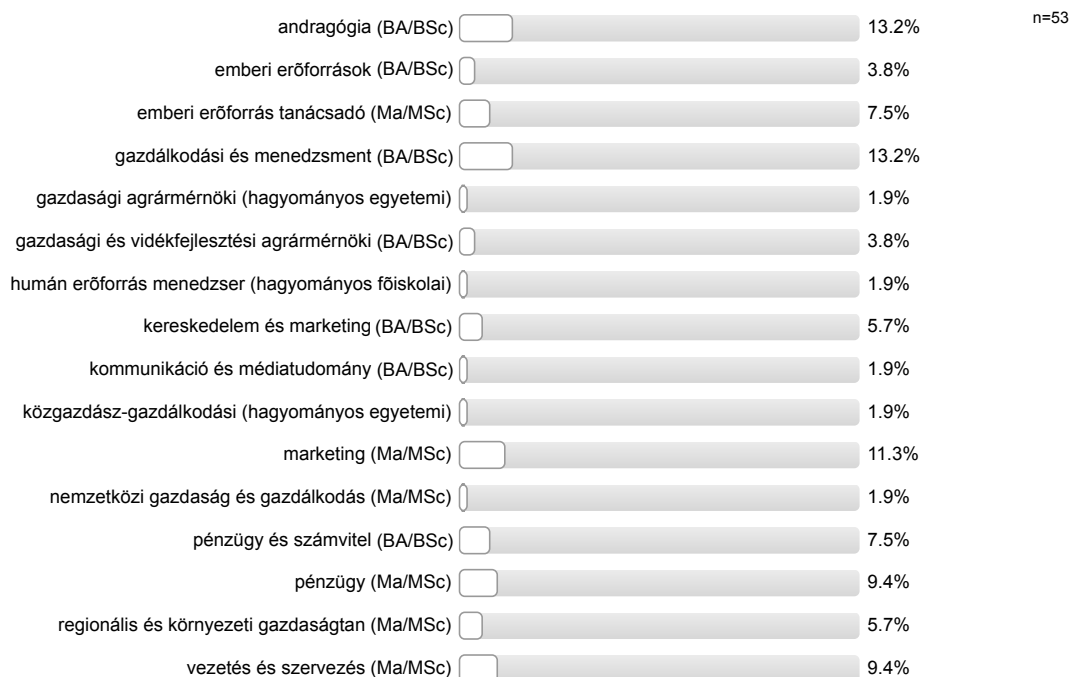 andragógia (BA/BSc) 13.2% n=53
emberi erõforrások (BA/BSc) 3.8%
emberi erõforrás tanácsadó (Ma/MSc) 7.5%
gazdálkodási és menedzsment (BA/BSc) 13.2%
gazdasági agrármérnöki (hagyományos egyetemi) 1.9%
gazdasági és vidékfejlesztési agrármérnöki (BA/BSc) 3.8%
humán erõforrás menedzser (hagyományos fõiskolai) 1.9%
kereskedelem és marketing (BA/BSc) 5.7%
kommunikáció és médiatudomány (BA/BSc) 1.9%
közgazdász-gazdálkodási (hagyományos egyetemi) 1.9%
marketing (Ma/MSc) 11.3%
nemzetközi gazdaság és gazdálkodás (Ma/MSc) 1.9%
pénzügy és számvitel (BA/BSc) 7.5%
pénzügy (Ma/MSc) 9.4%
regionális és környezeti gazdaságtan (Ma/MSc) 5.7%
vezetés és szervezés (Ma/MSc) 9.4%